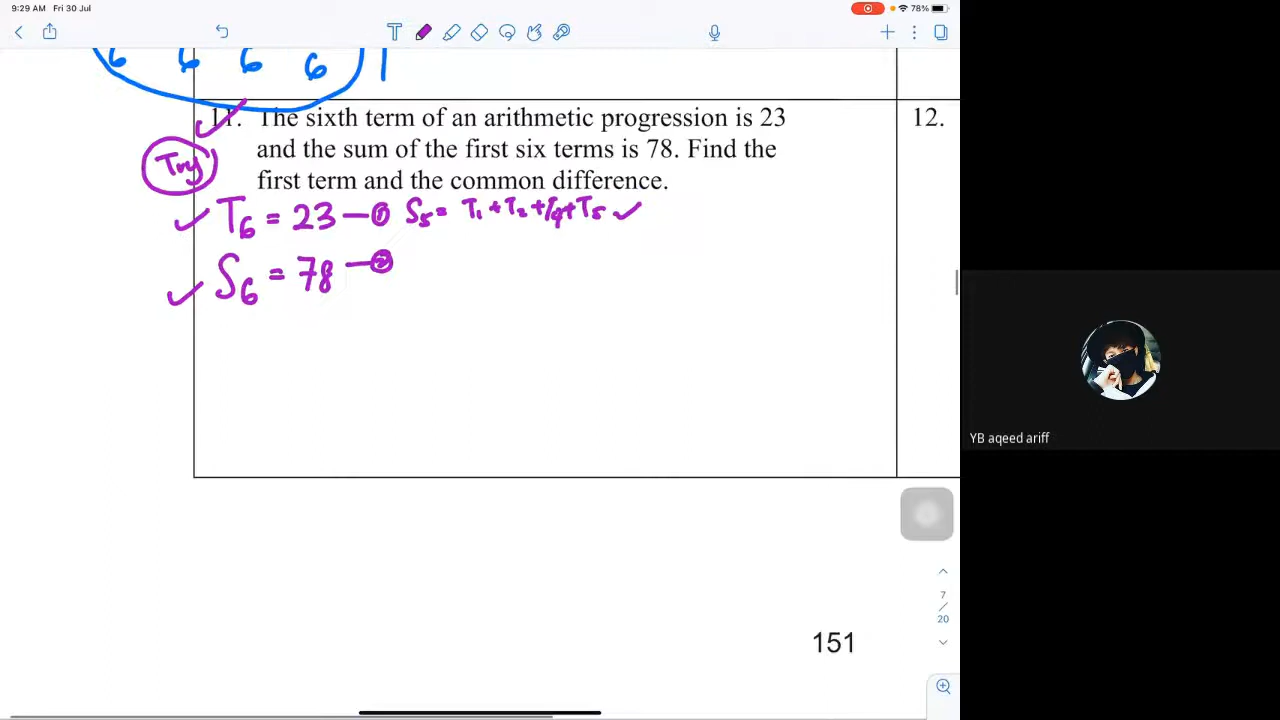 9:29 AM Fri 30 Jul
78%
T
6 6 6 6 1
11. The sixth term of an arithmetic progression is 23
12.
Try
and the sum of the first six terms is 78. Find the
first term and the common difference.
T6 = 23 — ① S5 = T1 + T2 + T4 + T5
S6 = 78 — ②
YB aqeed ariff
7
/
20
151